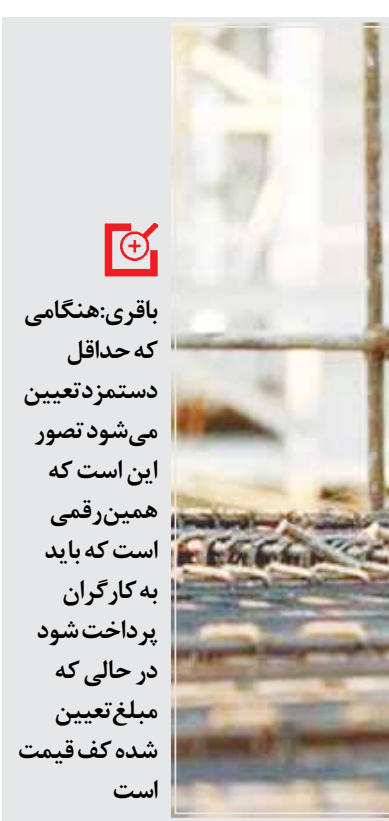 باقری:هنگامی
که حداقل
دستمزد تعیین
می‌شود تصور
این است که
همین رقمی
است که باید
به کارگران
پرداخت شود
در حالی که
مبلغ تعیین
شده کف قیمت
است